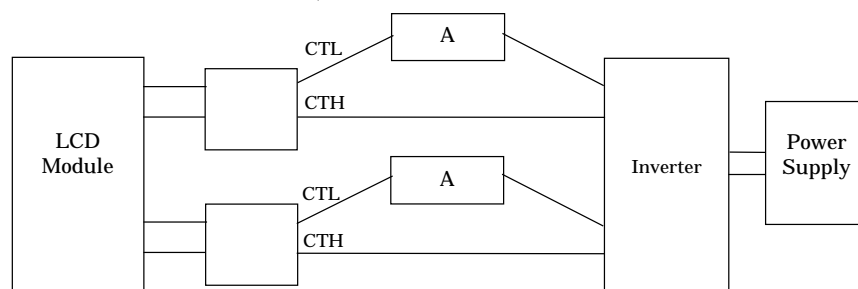 CTL
A
CTH
LCD
Module
Inverter
Power
Supply
CTL
A
CTH